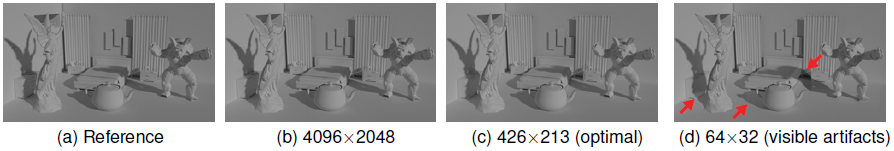 (a) Reference
(b) 4096×2048
(c) 426×213 (optimal)
(d) 64×32 (visible artifacts)